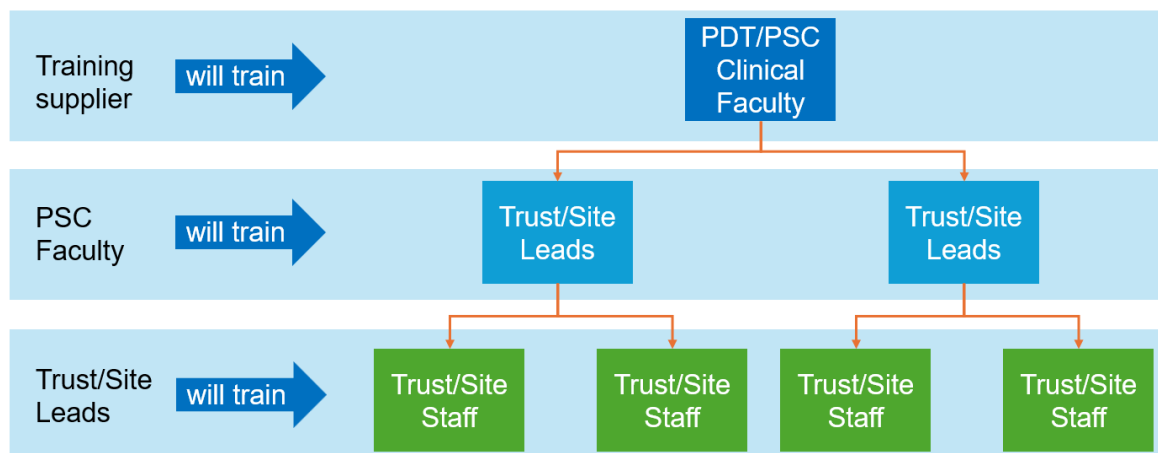 Training
supplier
will train
PDT/PSC
Clinical
Faculty
PSC
Faculty
will train
Trust/Site
Leads
Trust/Site
Leads
Trust/Site
Leads
will train
Trust/Site
Staff
Trust/Site
Staff
Trust/Site
Staff
Trust/Site
Staff